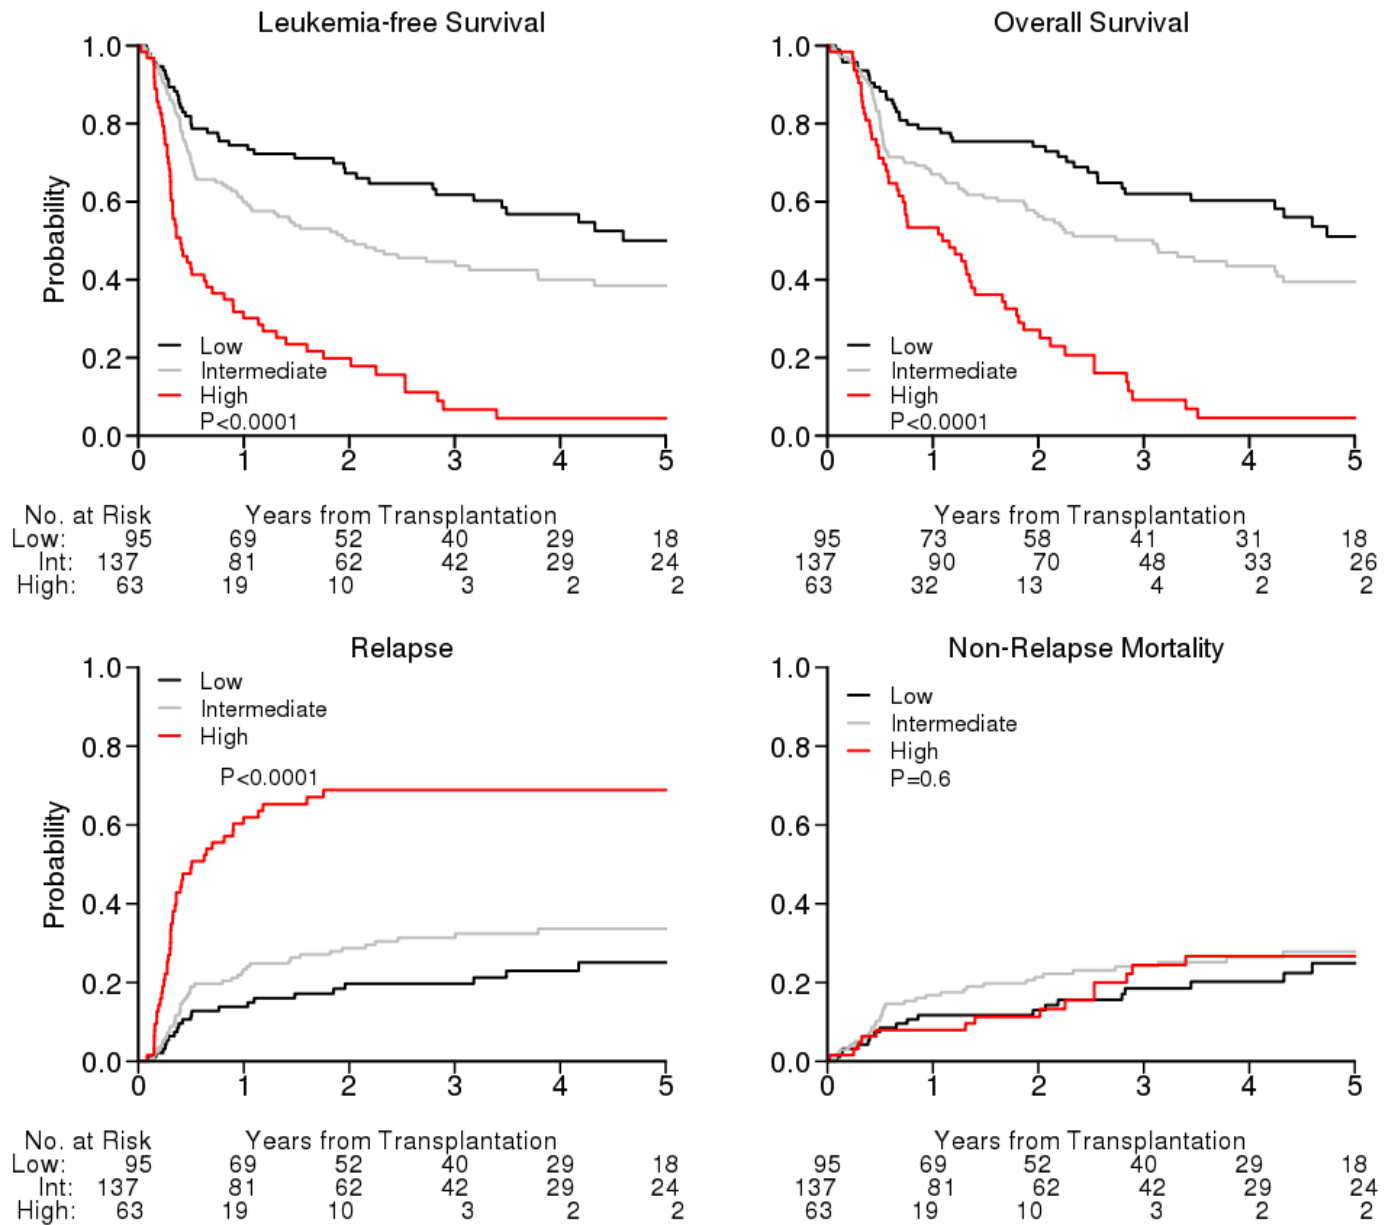 Leukemia-free Survival
Probability
1.0
0.8
0.6
0.4
0.2
0.0
Low
Intermediate
High
P<0.0001
0 1 2 3 4 5
No. at Risk Years from Transplantation
Low: 95 69 52 40 29 18
Int: 137 81 62 42 29 24
High: 63 19 10 3 2 2
Overall Survival
1.0
0.8
0.6
0.4
0.2
0.0
Low
Intermediate
High
P<0.0001
0 1 2 3 4 5
Years from Transplantation
95 73 58 41 31 18
137 90 70 48 33 26
63 32 13 4 2 2
Relapse
Probability
1.0
0.8
0.6
0.4
0.2
0.0
Low
Intermediate
High
P<0.0001
0 1 2 3 4 5
No. at Risk Years from Transplantation
Low: 95 69 52 40 29 18
Int: 137 81 62 42 29 24
High: 63 19 10 3 2 2
Non-Relapse Mortality
1.0
0.8
0.6
0.4
0.2
0.0
Low
Intermediate
High
P=0.6
0 1 2 3 4 5
Years from Transplantation
95 69 52 40 29 18
137 81 62 42 29 24
63 19 10 3 2 2